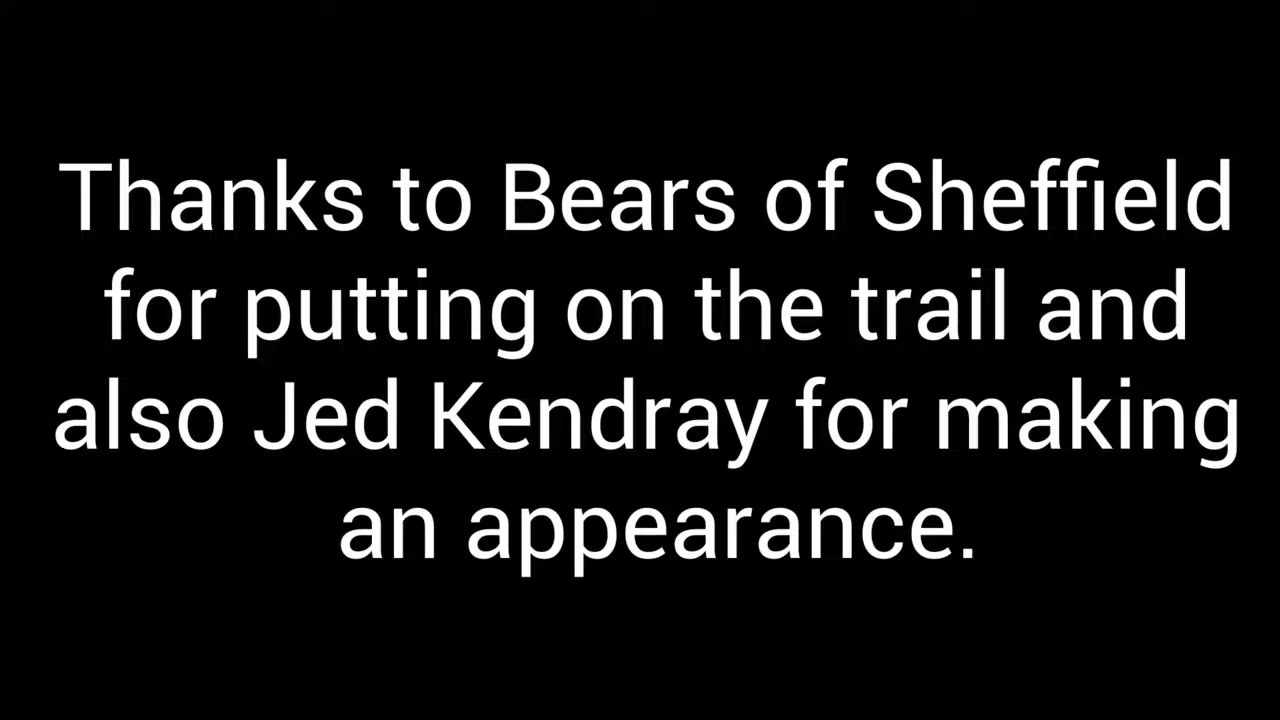 Thanks to Bears of Sheffield
for putting on the trail and
also Jed Kendray for making
an appearance.